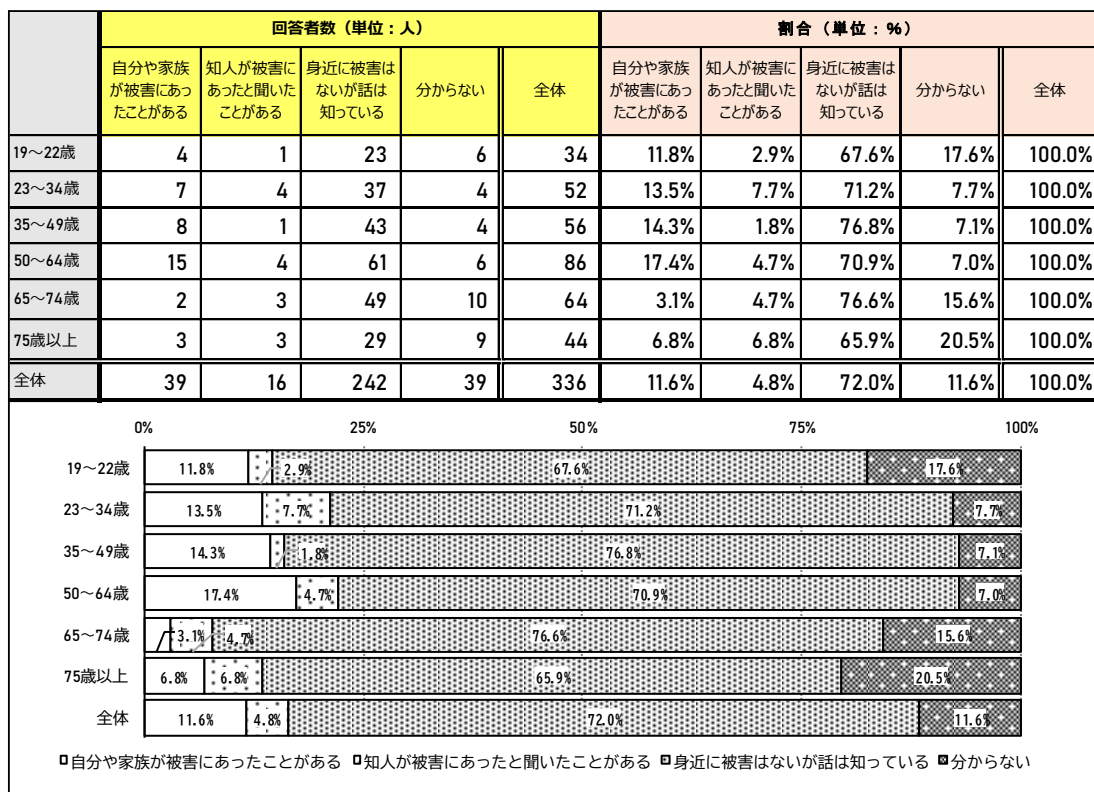 回答者数（単位：人） 割合（単位：％）
自分や家族が被害にあったことがある 知人が被害にあったと聞いたことがある 身近に被害はないが話は知っている 分からない 全体 自分や家族が被害にあったことがある 知人が被害にあったと聞いたことがある 身近に被害はないが話は知っている 分からない 全体
19～22歳 4 1 23 6 34 11.8% 2.9% 67.6% 17.6% 100.0%
23～34歳 7 4 37 4 52 13.5% 7.7% 71.2% 7.7% 100.0%
35～49歳 8 1 43 4 56 14.3% 1.8% 76.8% 7.1% 100.0%
50～64歳 15 4 61 6 86 17.4% 4.7% 70.9% 7.0% 100.0%
65～74歳 2 3 49 10 64 3.1% 4.7% 76.6% 15.6% 100.0%
75歳以上 3 3 29 9 44 6.8% 6.8% 65.9% 20.5% 100.0%
全体 39 16 242 39 336 11.6% 4.8% 72.0% 11.6% 100.0%
0% 25% 50% 75% 100%
19～22歳 11.8% 2.9% 67.6% 17.6%
23～34歳 13.5% 7.7% 71.2% 7.7%
35～49歳 14.3% 1.8% 76.8% 7.1%
50～64歳 17.4% 4.7% 70.9% 7.0%
65～74歳 3.1% 4.7% 76.6% 15.6%
75歳以上 6.8% 6.8% 65.9% 20.5%
全体 11.6% 4.8% 72.0% 11.6%
自分や家族が被害にあったことがある 知人が被害にあったと聞いたことがある 身近に被害はないが話は知っている 分からない